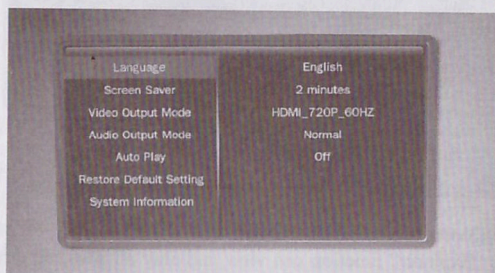 Language English
Screen Saver 2 minutes
Video Output Mode HDMI_720P_60HZ
Audio Output Mode Normal
Auto Play Off
Restore Default Setting
System Information